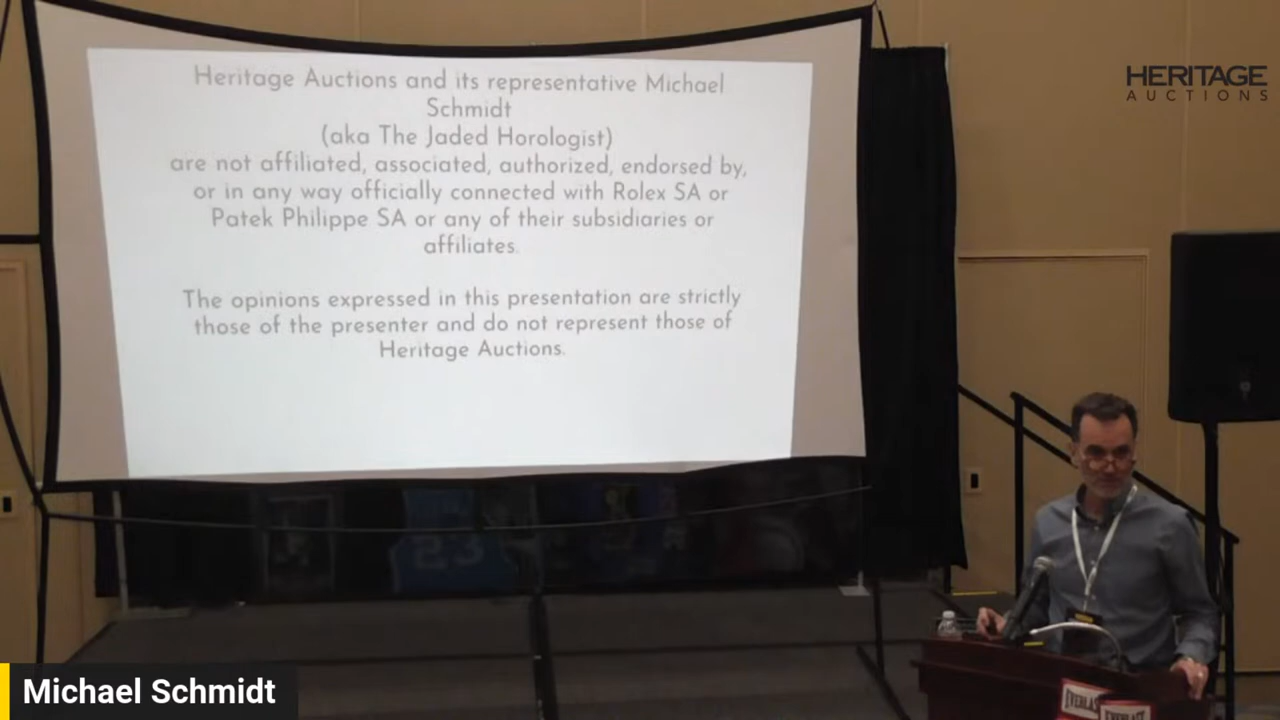 Heritage Auctions and its representative Michael
Schmidt
(aka The Jaded Horologist)
are not affiliated, associated, authorized, endorsed by,
or in any way officially connected with Rolex SA or
Patek Philippe SA or any of their subsidiaries or
affiliates.
The opinions expressed in this presentation are strictly
those of the presenter and do not represent those of
Heritage Auctions.
HERITAGE
AUCTIONS
23
Michael Schmidt